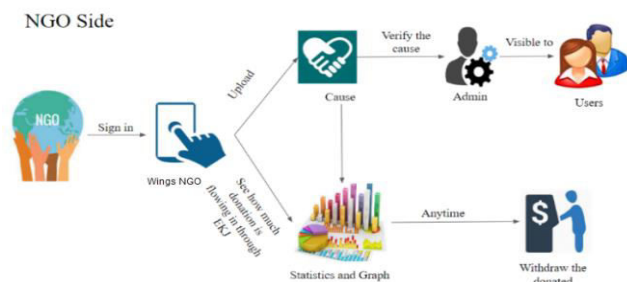 NGO Side
NGO
Sign in
Wings NGO
Upload
Cause
Verify the
cause
Admin
Visible to
Users
See how much
donation is
flowing in through
EKJ
Statistics and Graph
Anytime
$
Withdraw the
donated